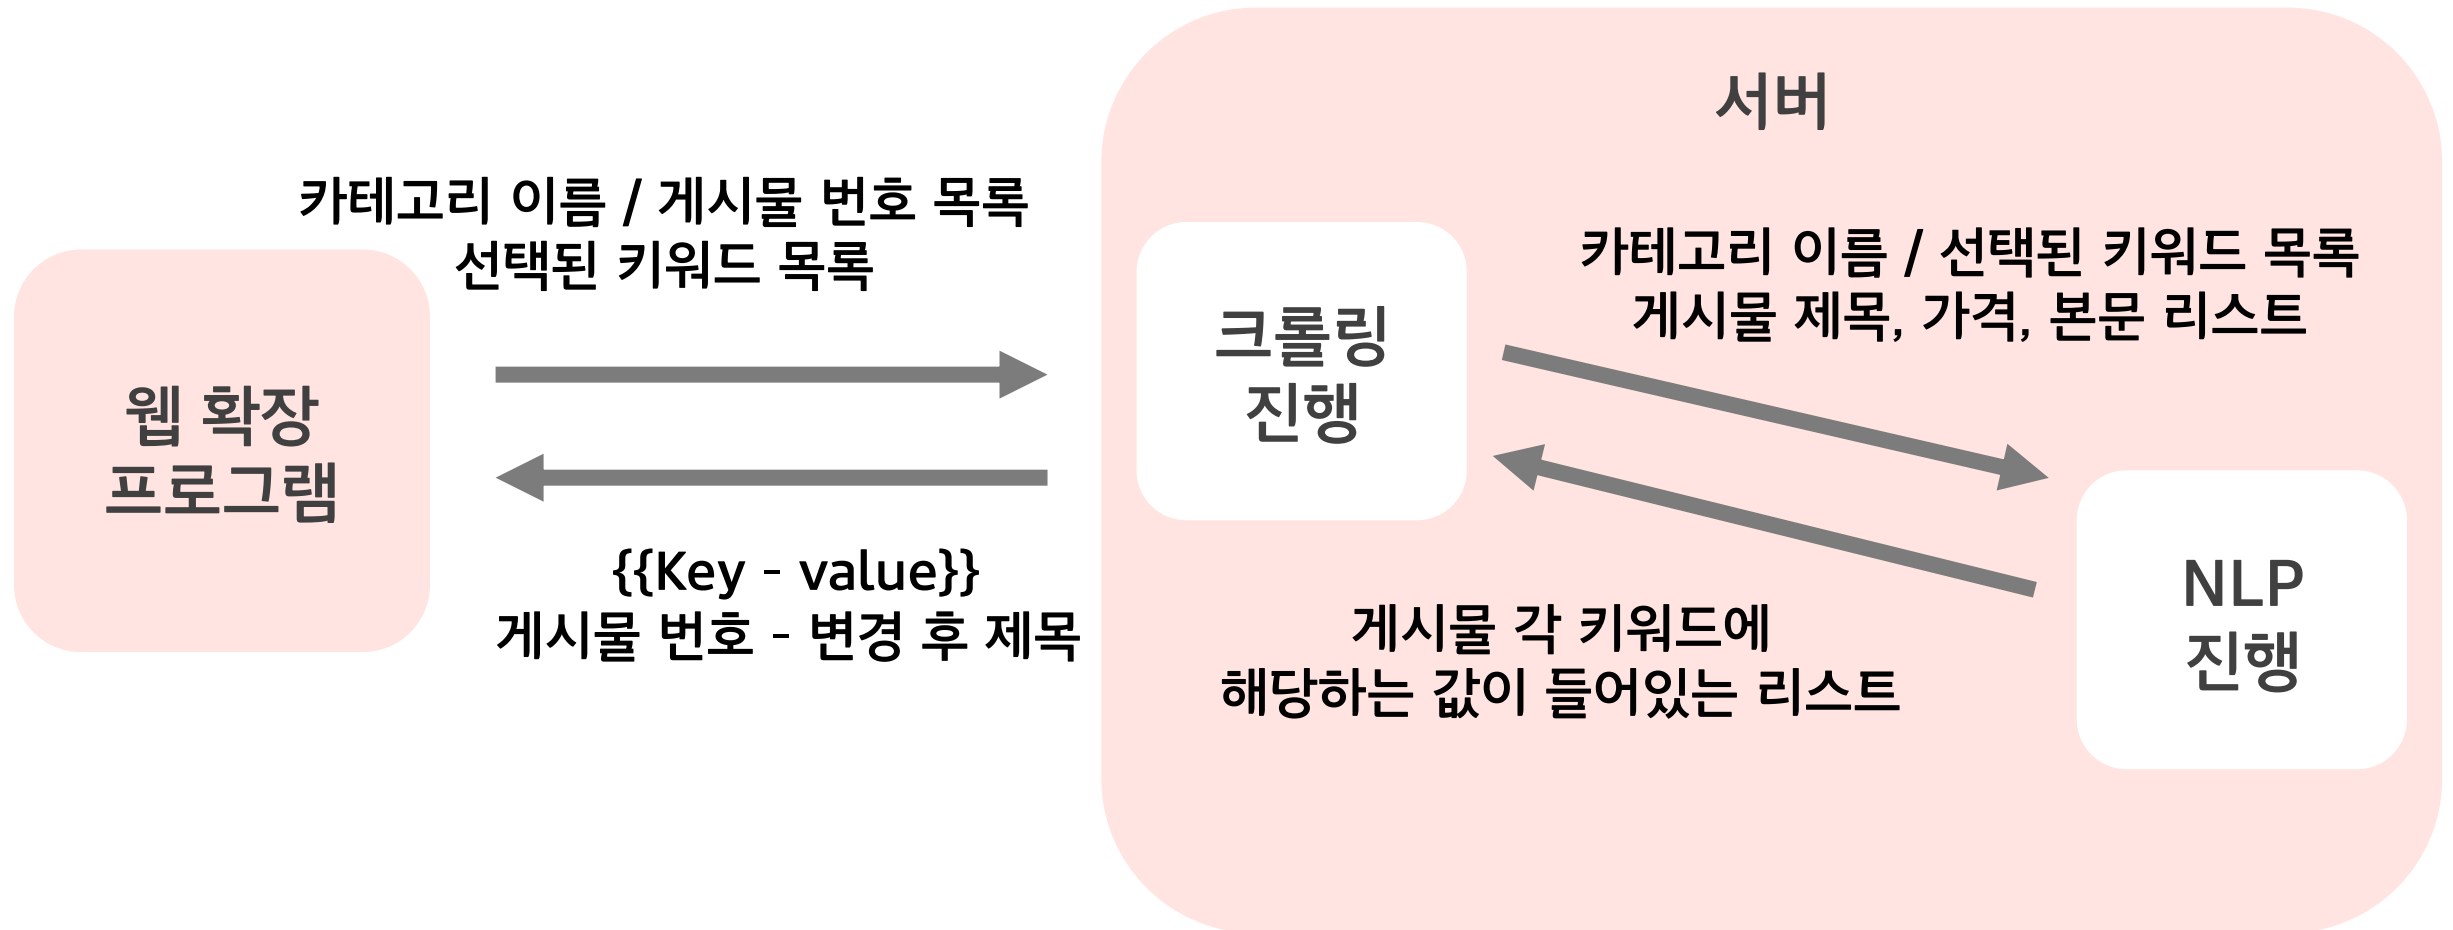 서버
카테고리 이름 / 게시물 번호 목록
선택된 키워드 목록
웹 확장
프로그램
{{Key - value}}
게시물 번호 - 변경 후 제목
크롤링
진행
카테고리 이름 / 선택된 키워드 목록
게시물 제목, 가격, 본문 리스트
게시물 각 키워드에
해당하는 값이 들어있는 리스트
NLP
진행